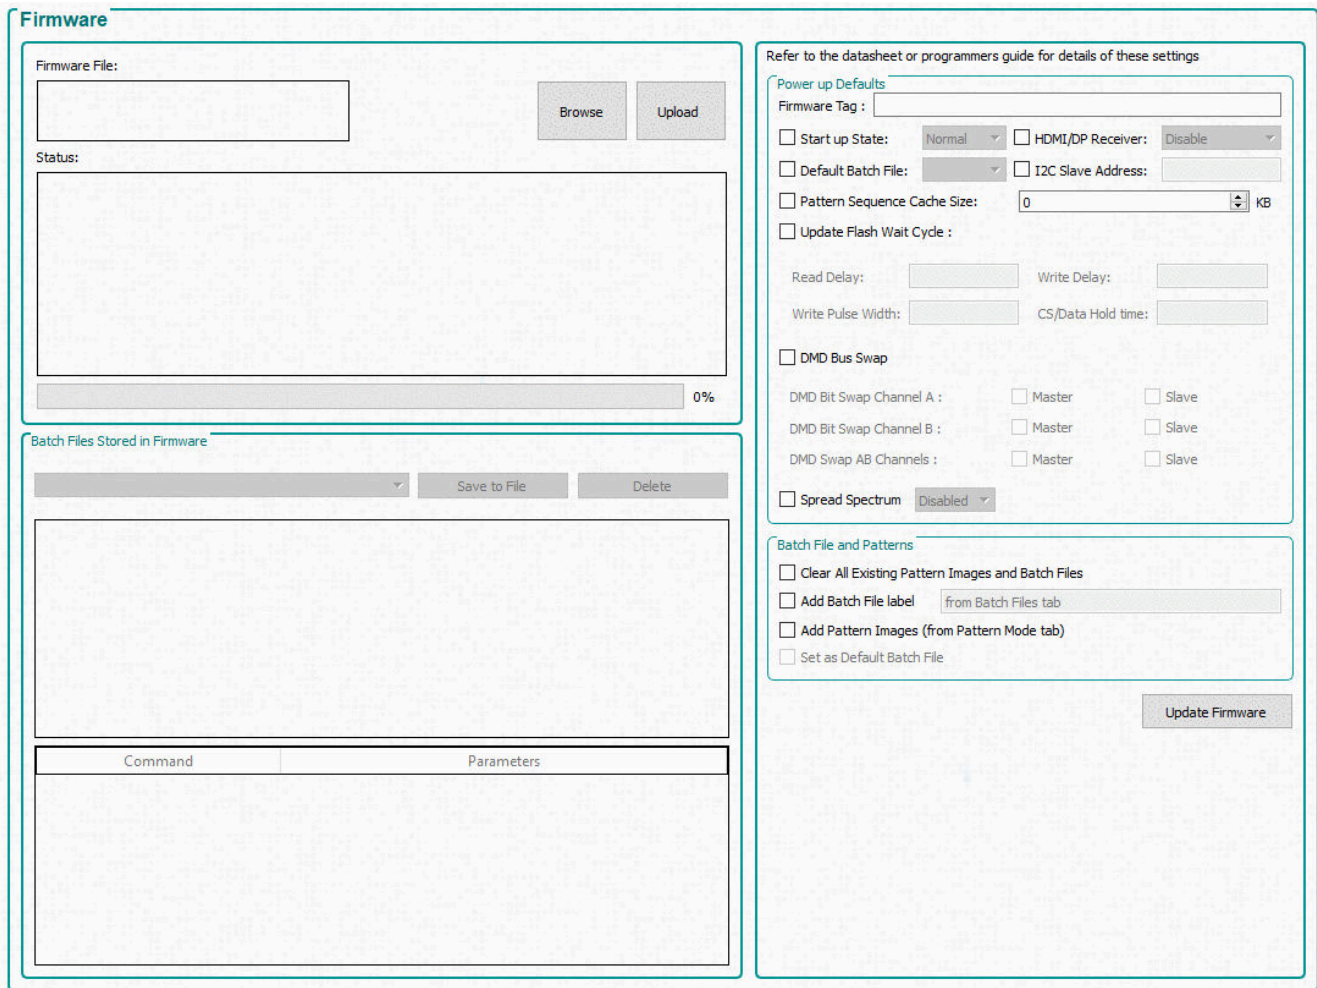 Firmware
Firmware File:
Browse
Upload
Status:
0%
Batch Files Stored in Firmware
Save to File
Delete
Command
Parameters
Refer to the datasheet or programmers guide for details of these settings
Power up Defaults
Firmware Tag :
Start up State:
Normal
HDMI/DP Receiver:
Disable
Default Batch File:
I2C Slave Address:
Pattern Sequence Cache Size:
0
KB
Update Flash Wait Cycle :
Read Delay:
Write Delay:
Write Pulse Width:
CS/Data Hold time:
DMD Bus Swap
DMD Bit Swap Channel A :
Master
Slave
DMD Bit Swap Channel B :
Master
Slave
DMD Swap AB Channels :
Master
Slave
Spread Spectrum
Disabled
Batch File and Patterns
Clear All Existing Pattern Images and Batch Files
Add Batch File label
from Batch Files tab
Add Pattern Images (from Pattern Mode tab)
Set as Default Batch File
Update Firmware